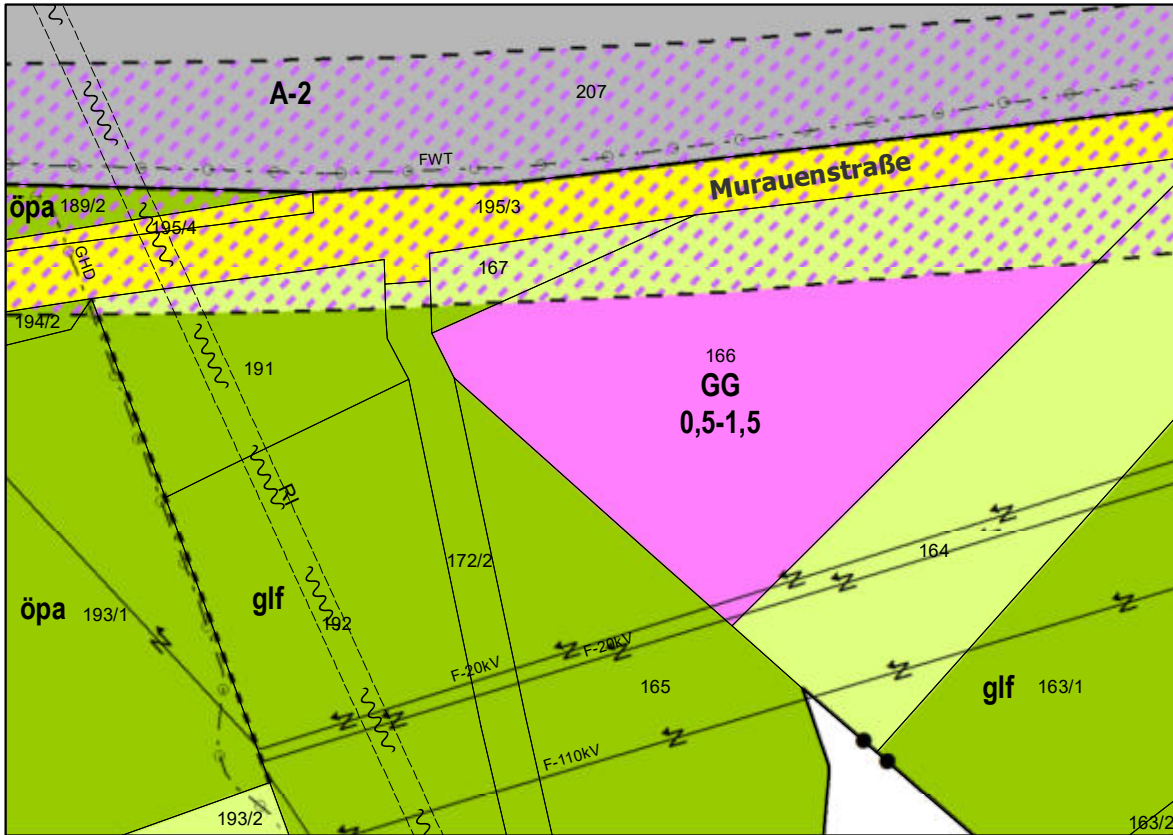 A-2
207
FWT
Murauenstraße
öpa 189/2
195/4
195/3
GHD
167
194/2
191
166
GG
0,5-1,5
RI
172/2
164
öpa 193/1
glf
192
F-20kV
F-20kV
165
glf 163/1
F-110kV
193/2
163/2